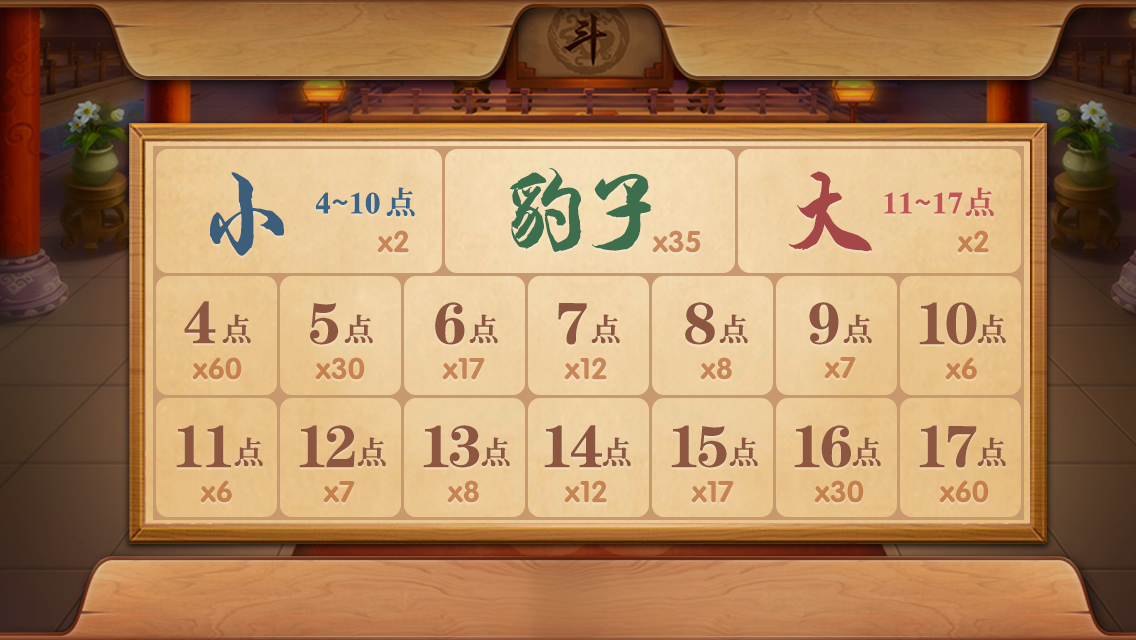 斗
小 4~10点
x2
豹子 x35
大 11~17点
x2
4点 5点 6点 7点 8点 9点 10点
x60 x30 x17 x12 x8 x7 x6
11点 12点 13点 14点 15点 16点 17点
x6 x7 x8 x12 x17 x30 x60